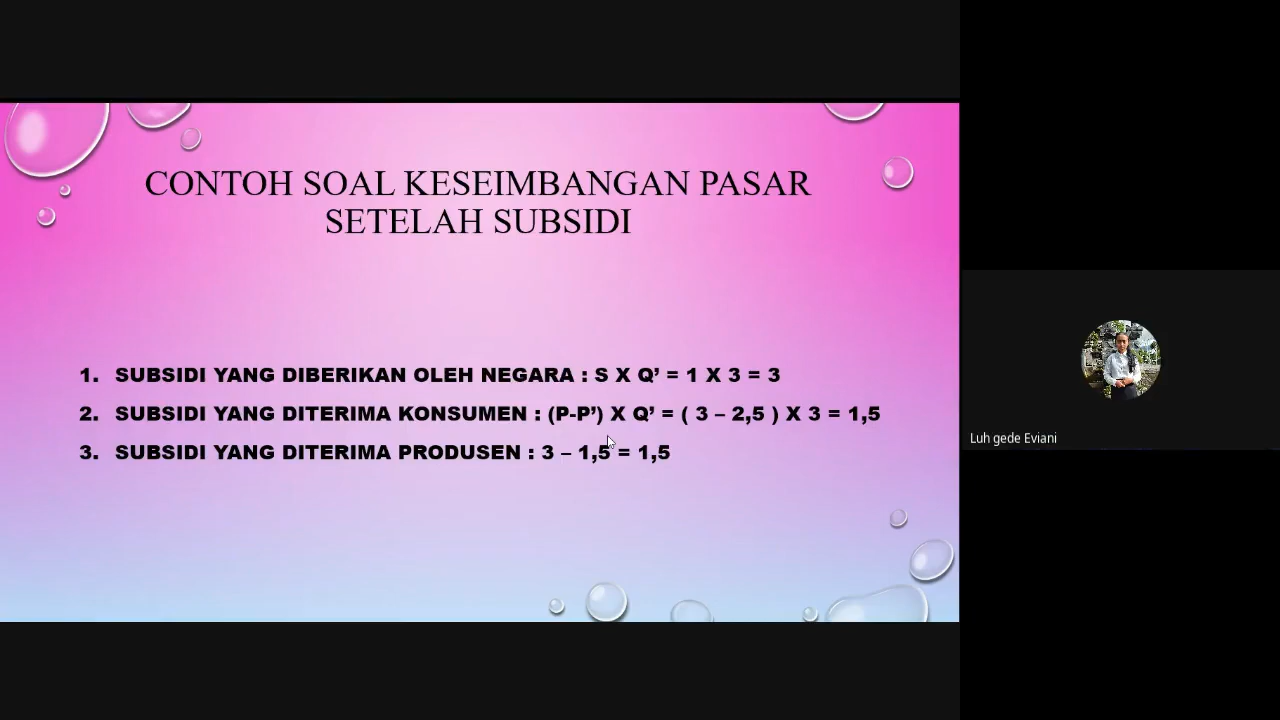 CONTOH SOAL KESEIMBANGAN PASAR
SETELAH SUBSIDI
1. SUBSIDI YANG DIBERIKAN OLEH NEGARA : S X Q’ = 1 X 3 = 3
2. SUBSIDI YANG DITERIMA KONSUMEN : (P-P’) X Q’ = ( 3 – 2,5 ) X 3 = 1,5
3. SUBSIDI YANG DITERIMA PRODUSEN : 3 – 1,5 = 1,5
Luh gede Eviani